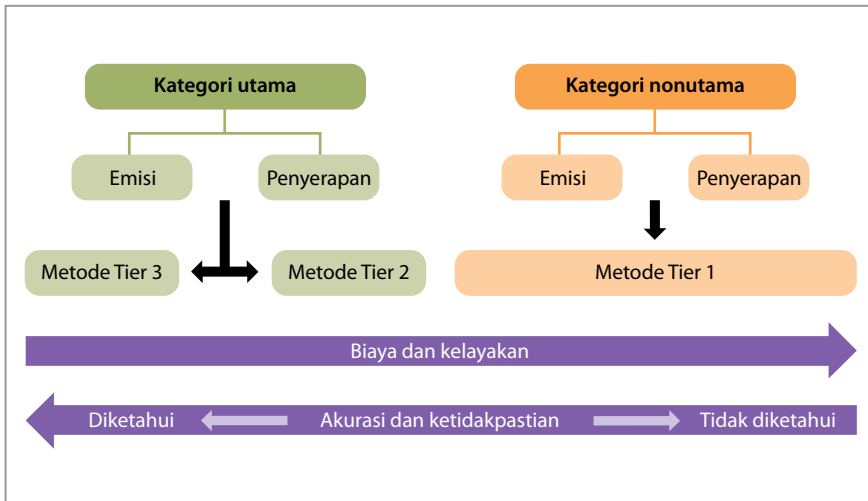 Kategori utama
Kategori nonutama
Emisi
Penyerapan
Emisi
Penyerapan
Metode Tier 3
Metode Tier 2
Metode Tier 1
Biaya dan kelayakan
Diketahui
Akurasi dan ketidakpastian
Tidak diketahui